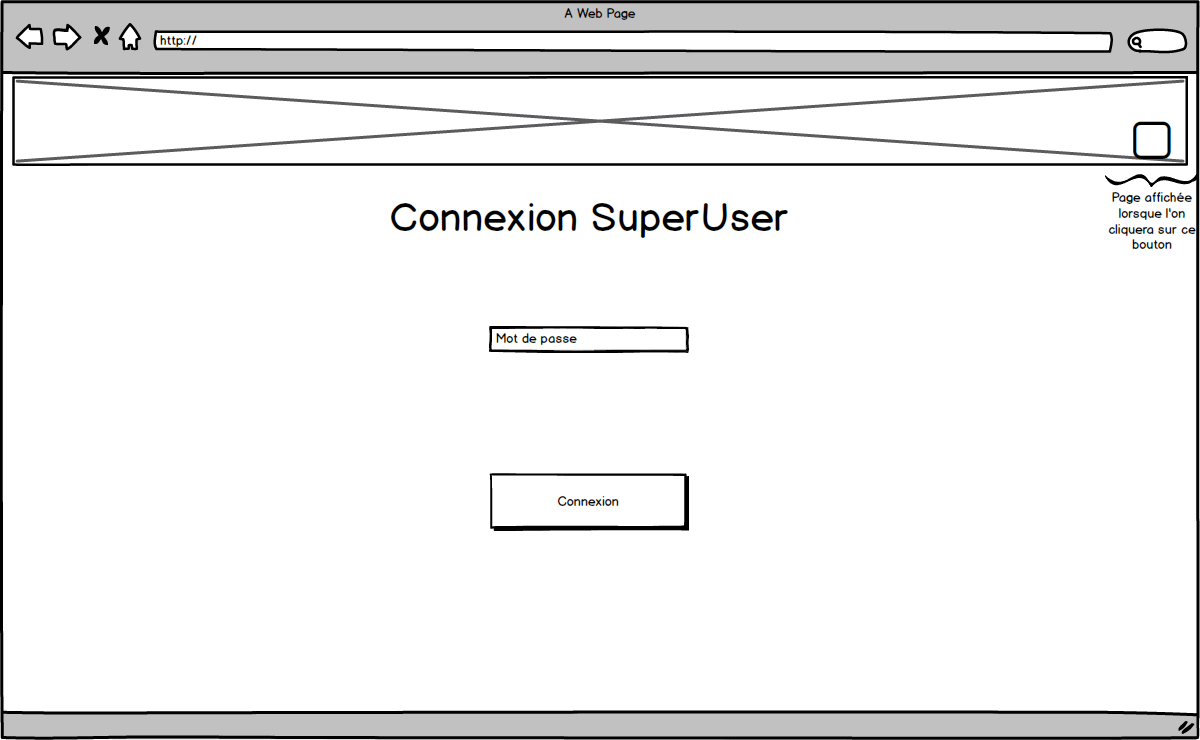 A Web Page
http://
Connexion SuperUser
Page affichée
lorsque l'on
cliquera sur ce
bouton
Mot de passe
Connexion